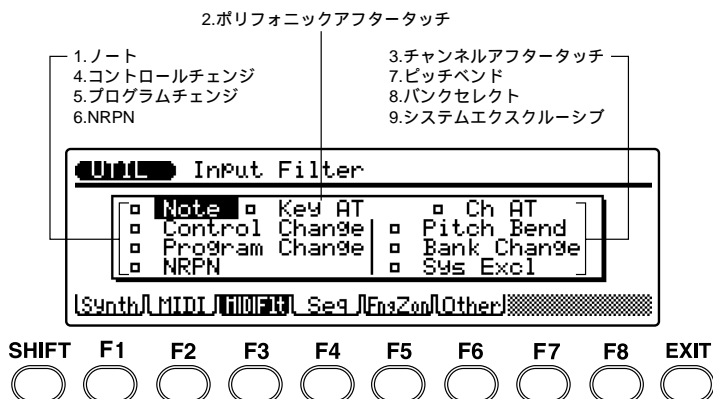 2.ポリフォニックアフタータッチ
1.ノート
4.コントロールチェンジ
5.プログラムチェンジ
6.NRPN
3.チャンネルアフタータッチ
7.ピッチベンド
8.バンクセレクト
9.システムエクスクルーシブ
UTIL Input Filter
Note Key AT Ch AT
Control Change Pitch Bend
Program Change Bank Change
NRPN Sys Excl
Synth MIDI MIDIFlt Seq FngZon Other
SHIFT F1 F2 F3 F4 F5 F6 F7 F8 EXIT